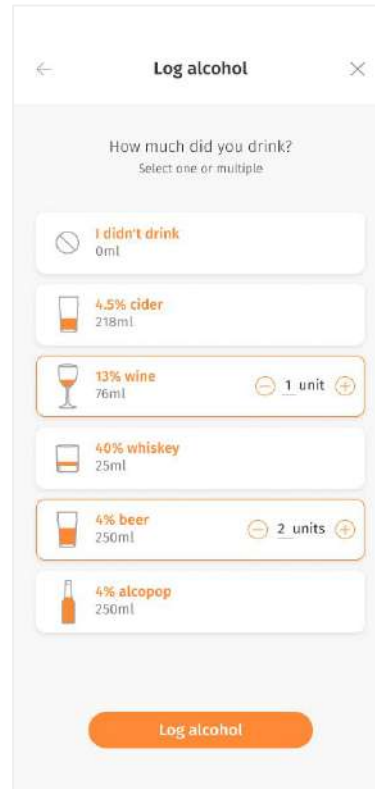 Log alcohol
How much did you drink?
Select one or multiple
I didn't drink
0ml
4.5% cider
218ml
13% wine
76ml
1 unit
40% whiskey
25ml
4% beer
250ml
2 units
4% alcopop
250ml
Log alcohol